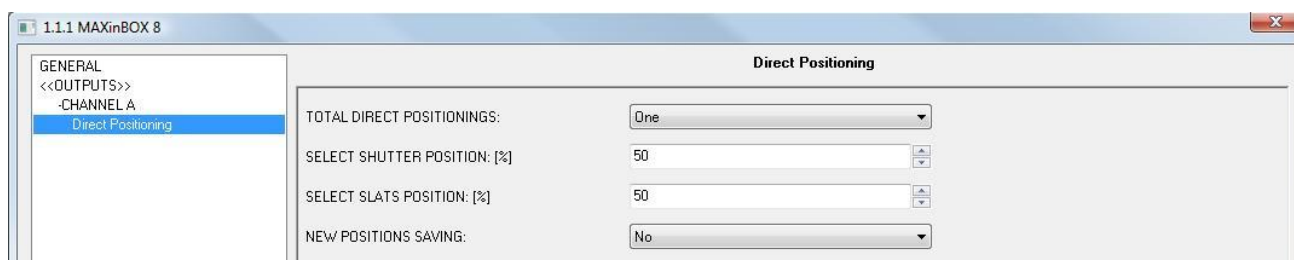 1.1.1 MAXinBOX 8
GENERAL
<<OUTPUTS>>
-CHANNEL A
Direct Positioning
Direct Positioning
TOTAL DIRECT POSITIONINGS: One
SELECT SHUTTER POSITION: [%] 50
SELECT SLATS POSITION: [%] 50
NEW POSITIONS SAVING: No